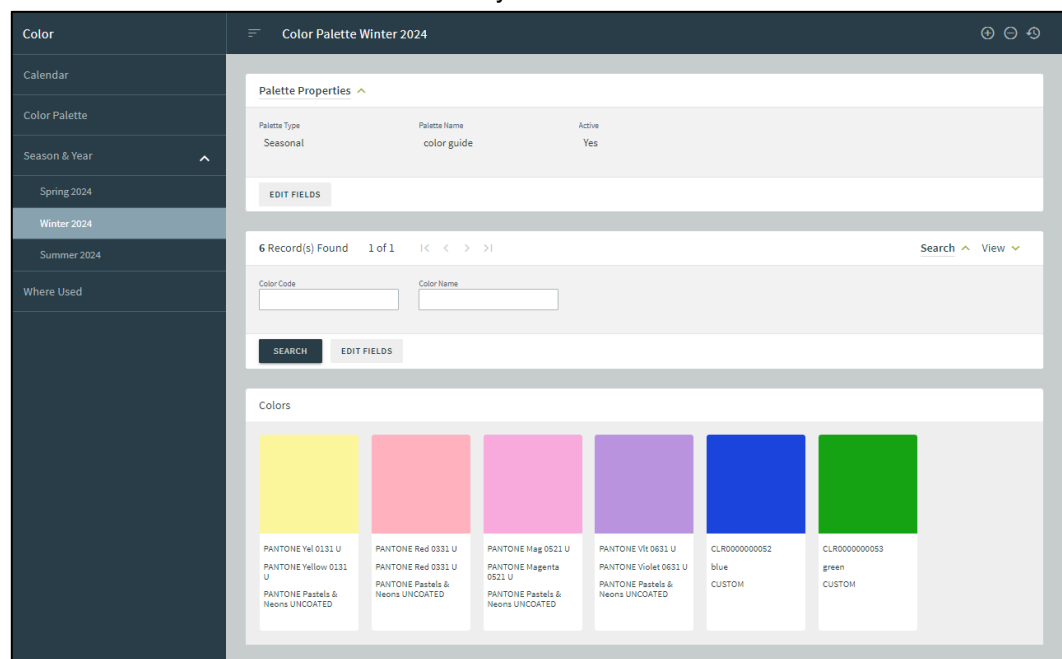 Color
Color Palette Winter 2024
Calendar
Color Palette
Season & Year
Spring 2024
Winter 2024
Summer 2024
Where Used
Palette Properties
Palette Type Palette Name Active
Seasonal color guide Yes
EDIT FIELDS
6 Record(s) Found 1 of 1 Search View
Color Code Color Name
SEARCH EDIT FIELDS
Colors
PANTONE Yel 0131 U
PANTONE Yellow 0131
U
PANTONE Pastels &
Neons UNCOATED
PANTONE Red 0331 U
PANTONE Red 0331 U
PANTONE Pastels &
Neons UNCOATED
PANTONE Mag 0521 U
PANTONE Magenta
0521 U
PANTONE Pastels &
Neons UNCOATED
PANTONE Vlt 0631 U
PANTONE Violet 0631 U
PANTONE Pastels &
Neons UNCOATED
CLR0000000052
blue
CUSTOM
CLR0000000053
green
CUSTOM